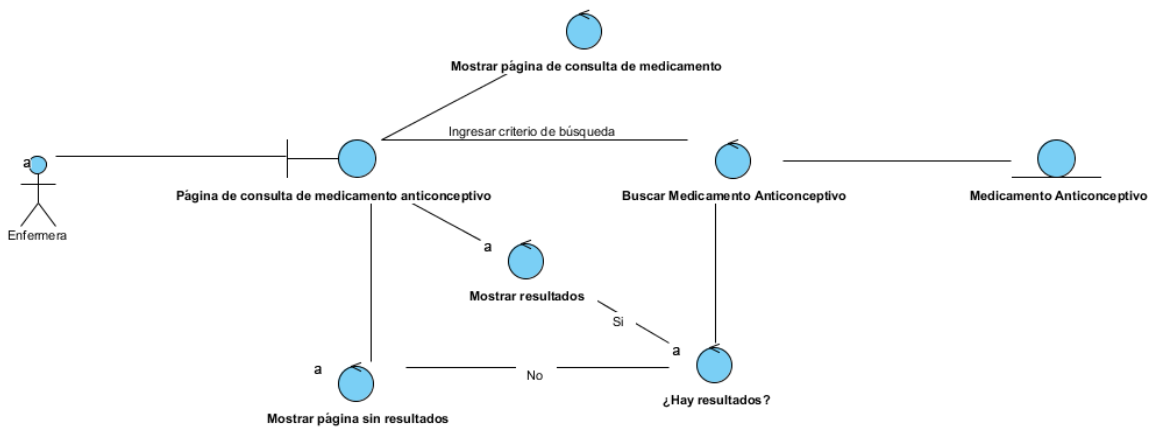 Mostrar página de consulta de medicamento
Ingresar criterio de búsqueda
a
Página de consulta de medicamento anticonceptivo
Buscar Medicamento Anticonceptivo
Medicamento Anticonceptivo
Enfermera
a
Mostrar resultados
Si
a
a
No
¿Hay resultados?
Mostrar página sin resultados